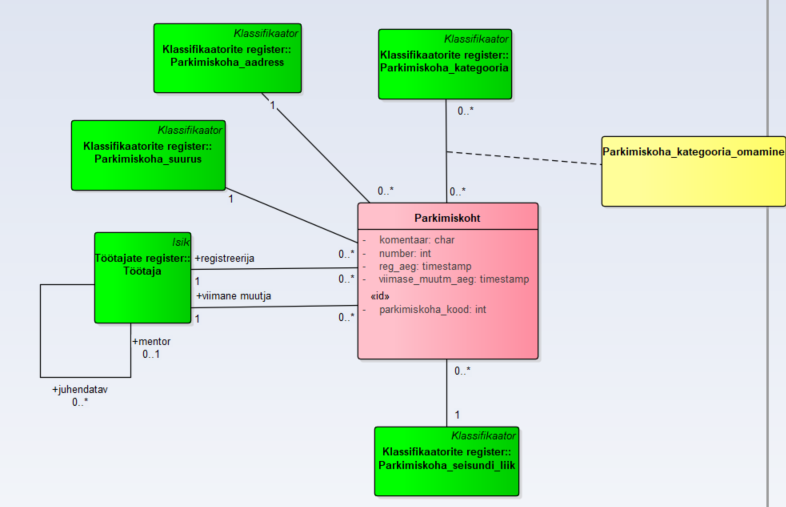 Klassifikaator
Klassifikaatorite register::
Parkimiskoha_aadress
1
0..*
Klassifikaator
Klassifikaatorite register::
Parkimiskoha_kategooria
0..*
0..*
Parkimiskoha_kategooria_omamine
Klassifikaator
Klassifikaatorite register::
Parkimiskoha_suurus
1
0..*
Isik
Töötajate register::
Töötaja
+registreerija
1
0..*
+viimane muutja
1
0..*
+mentor
0..1
+juhendatav
0..*
Parkimiskoht
- komentaar: char
- number: int
- reg_aeg: timestamp
- viimase_muutm_aeg: timestamp
«id»
- parkimiskoha_kood: int
0..*
1
Klassifikaator
Klassifikaatorite register::
Parkimiskoha_seisundi_liik